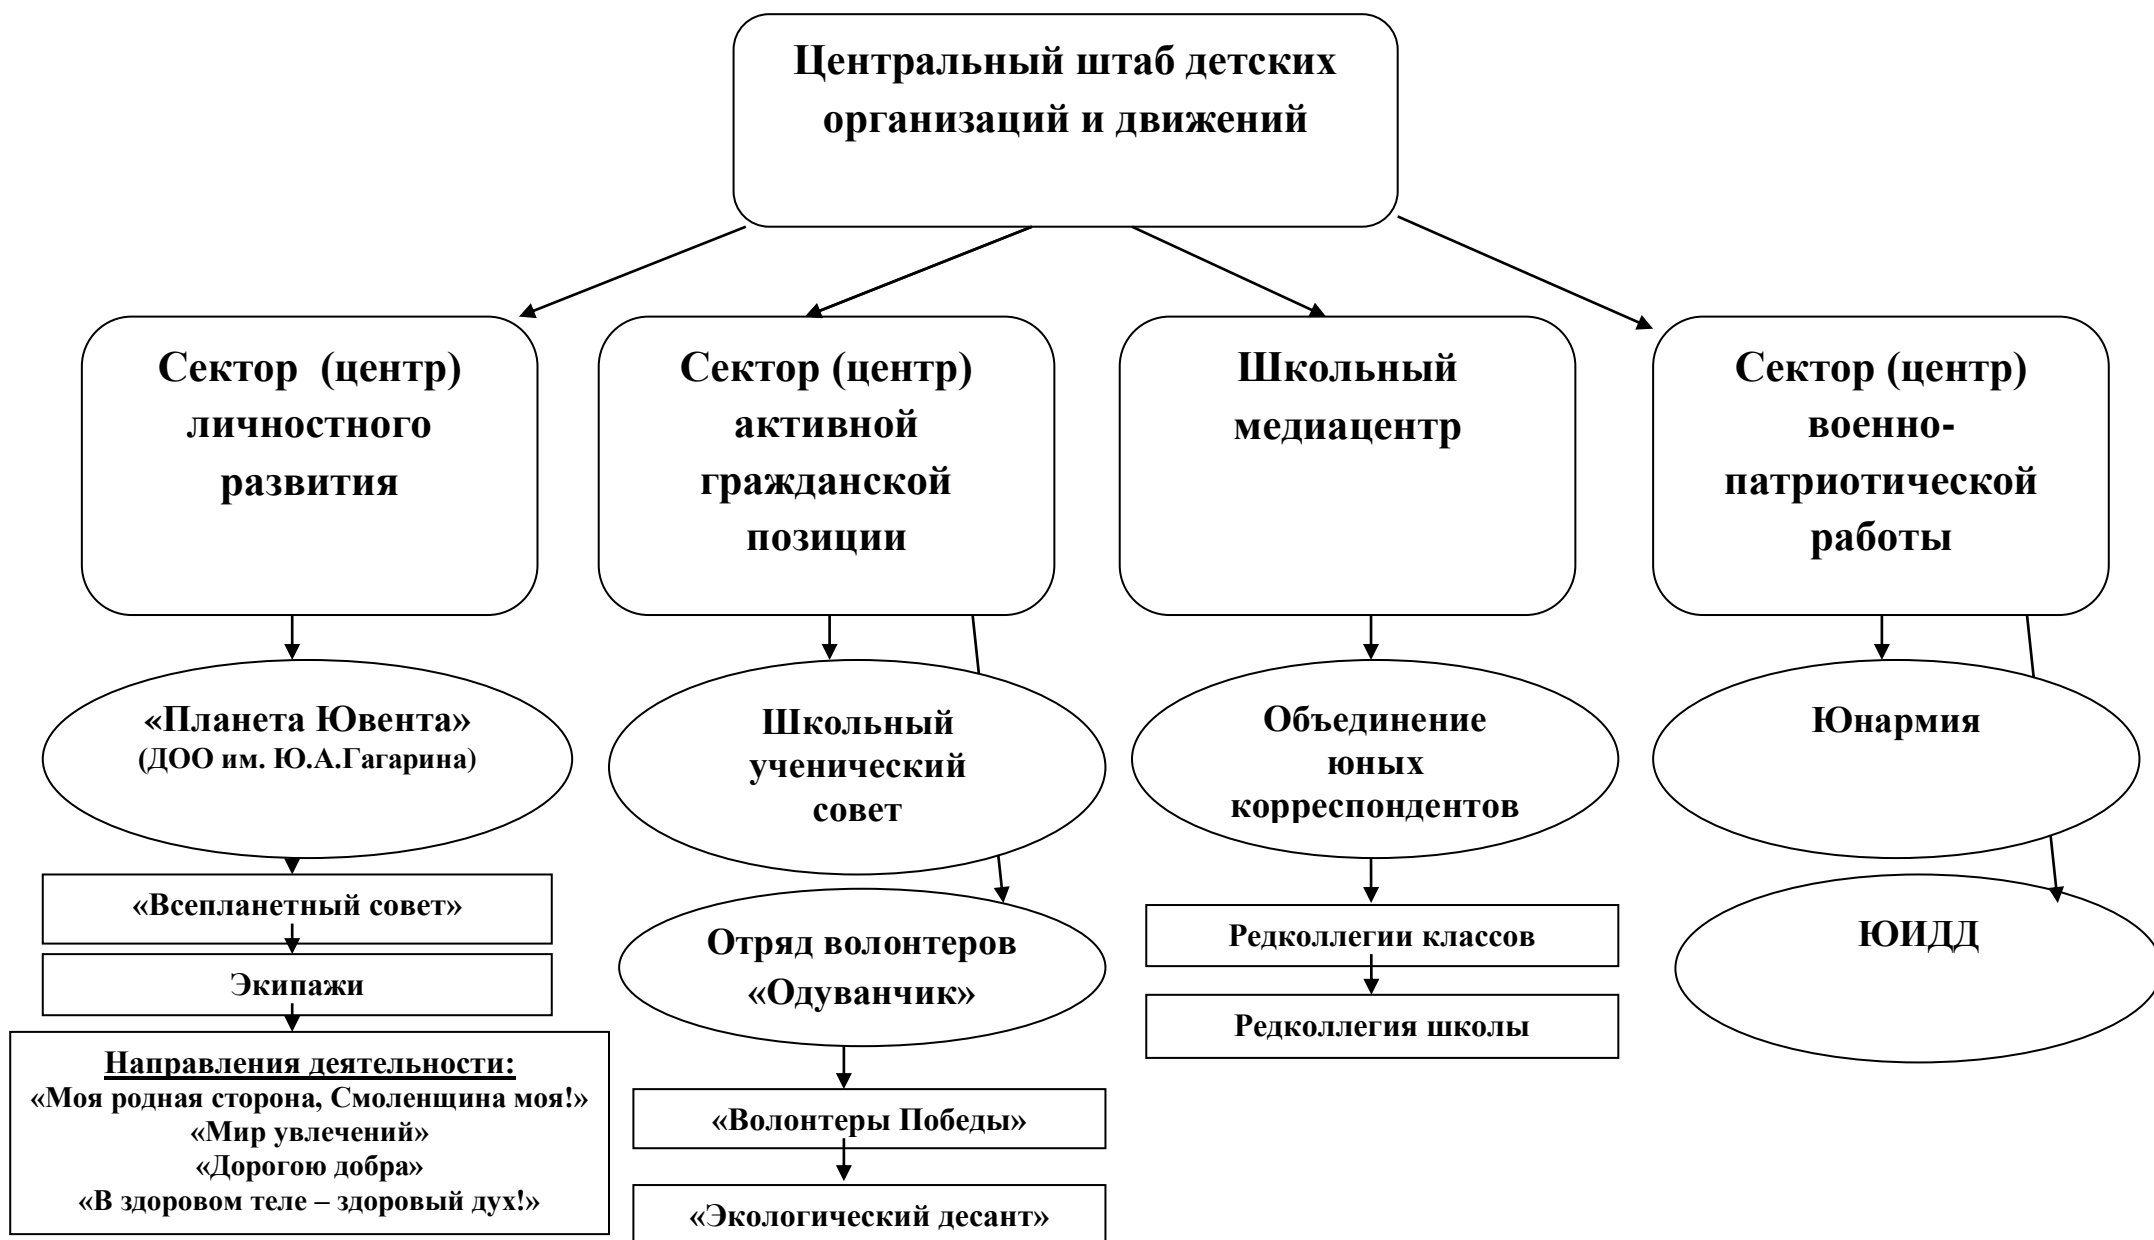 Центральный штаб детских
организаций и движений
Сектор (центр)
личностного
развития
Сектор (центр)
активной
гражданской
позиции
Школьный
медиацентр
Сектор (центр)
военно-
патриотической
работы
«Планета Ювента»
(ДОО им. Ю.А.Гагарина)
Школьный
ученический
совет
Объединение
юных
корреспондентов
Юнармия
«Всепланетный совет»
Экипажи
Направления деятельности:
«Моя родная сторона, Смоленщина моя!»
«Мир увлечений»
«Дорогою добра»
«В здоровом теле – здоровый дух!»
Отряд волонтеров
«Одуванчик»
«Волонтеры Победы»
«Экологический десант»
Редколлегии классов
Редколлегия школы
ЮИДД